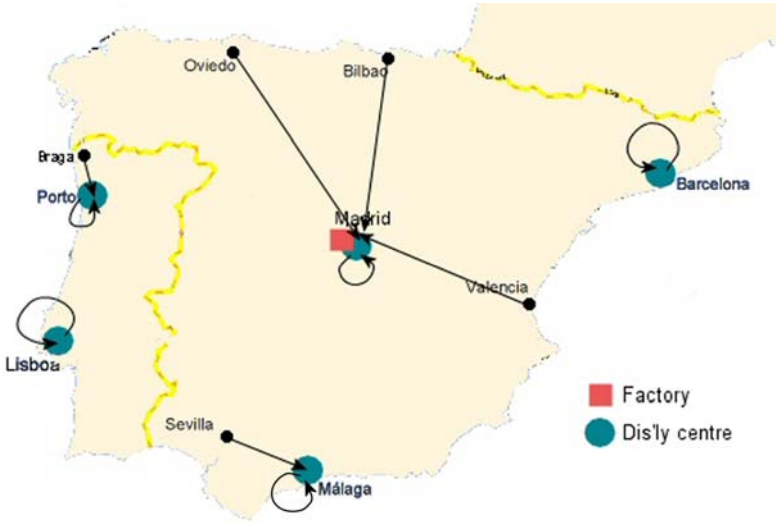 Oviedo
Bilbao
Braga
Porto
Barcelona
Madrid
Valencia
Lisboa
Sevilla
Málaga
Factory
Dis'ly centre